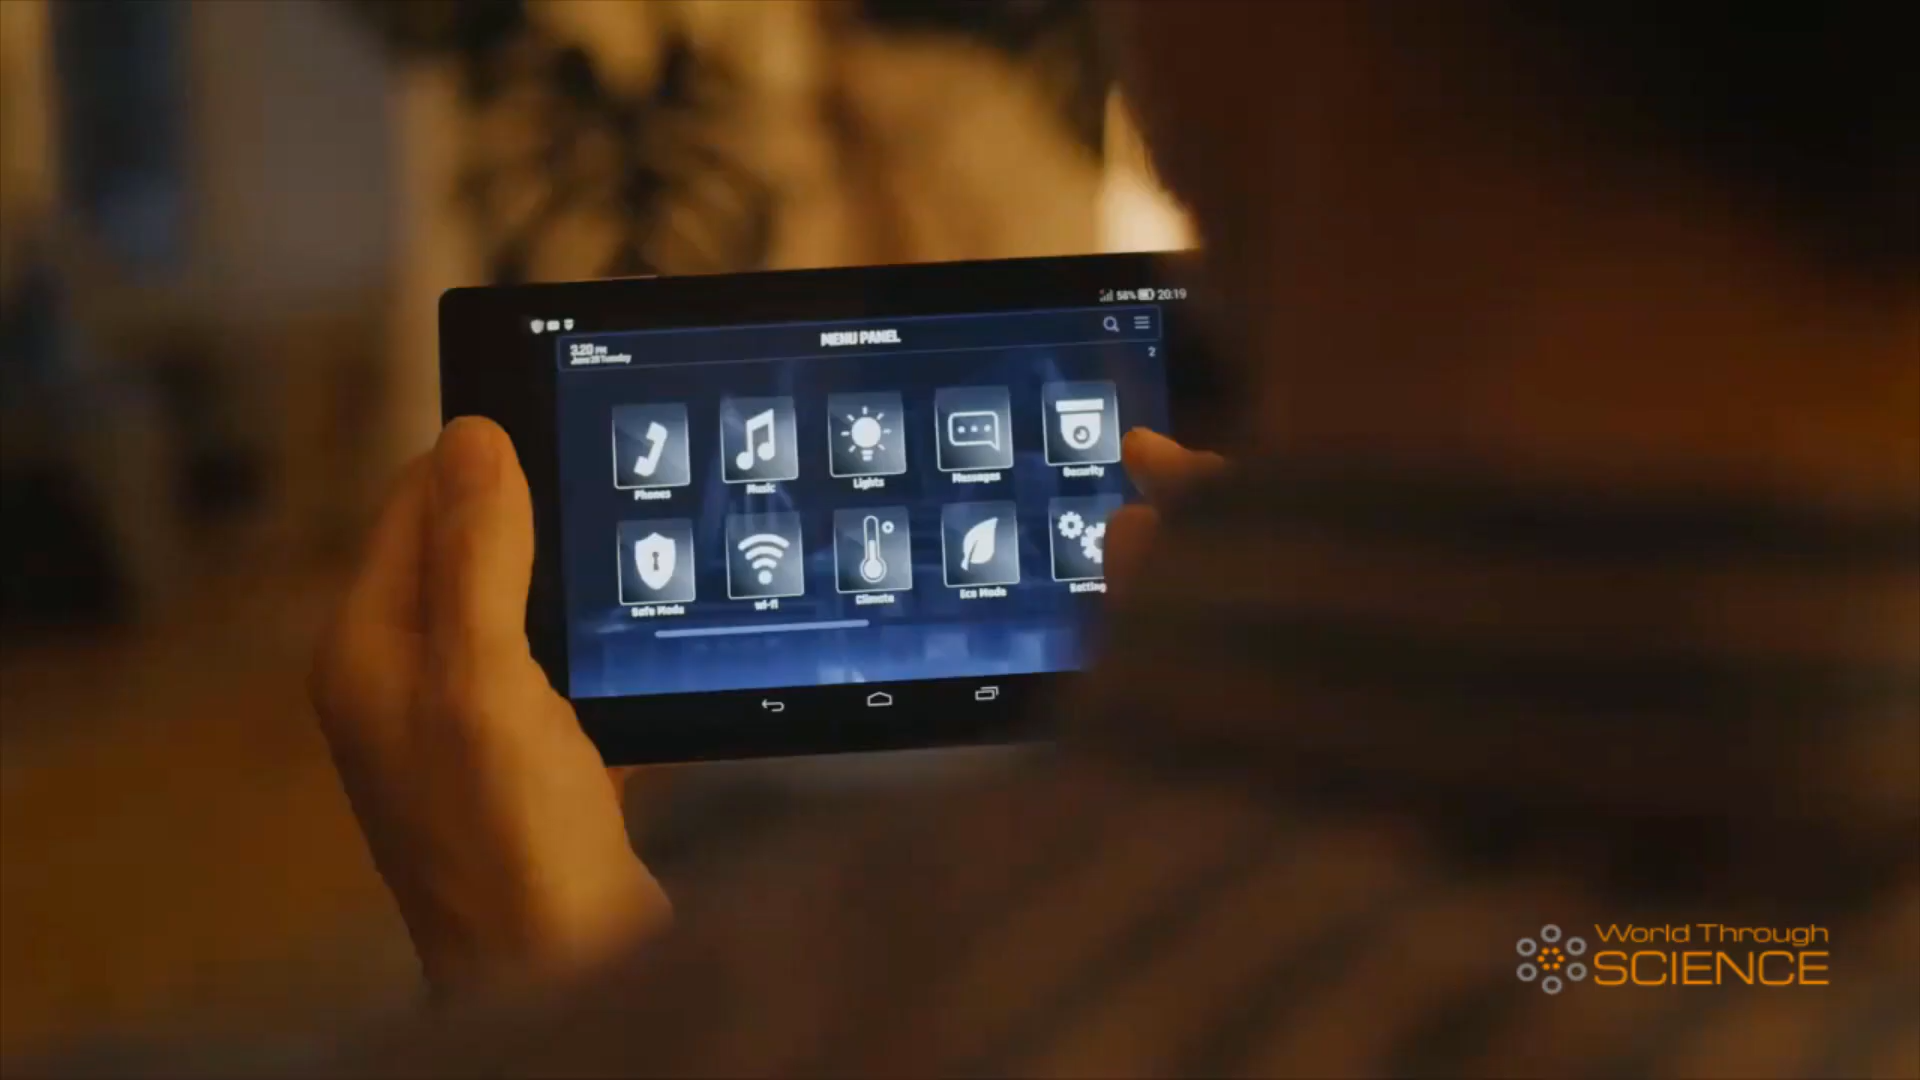 58% 20:19
MENU PANEL
3.20 PM
2
Phones
Music
Lights
Messages
Security
Safe Mode
Wi-fi
Climate
Eco Mode
Setting
World Through
SCIENCE